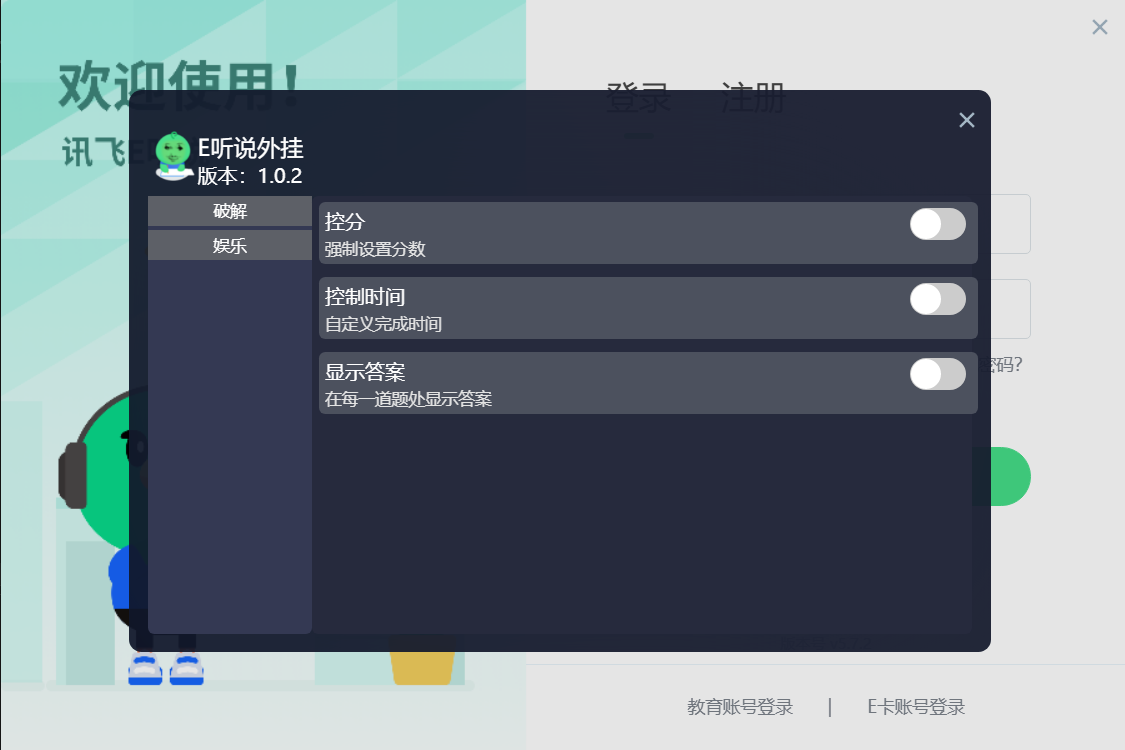 欢迎使用！
登录 注册
讯飞E
E听说外挂
版本：1.0.2
破解
娱乐
控分
强制设置分数
控制时间
自定义完成时间
显示答案
在每一道题处显示答案
密码?
教育账号登录 | E卡账号登录